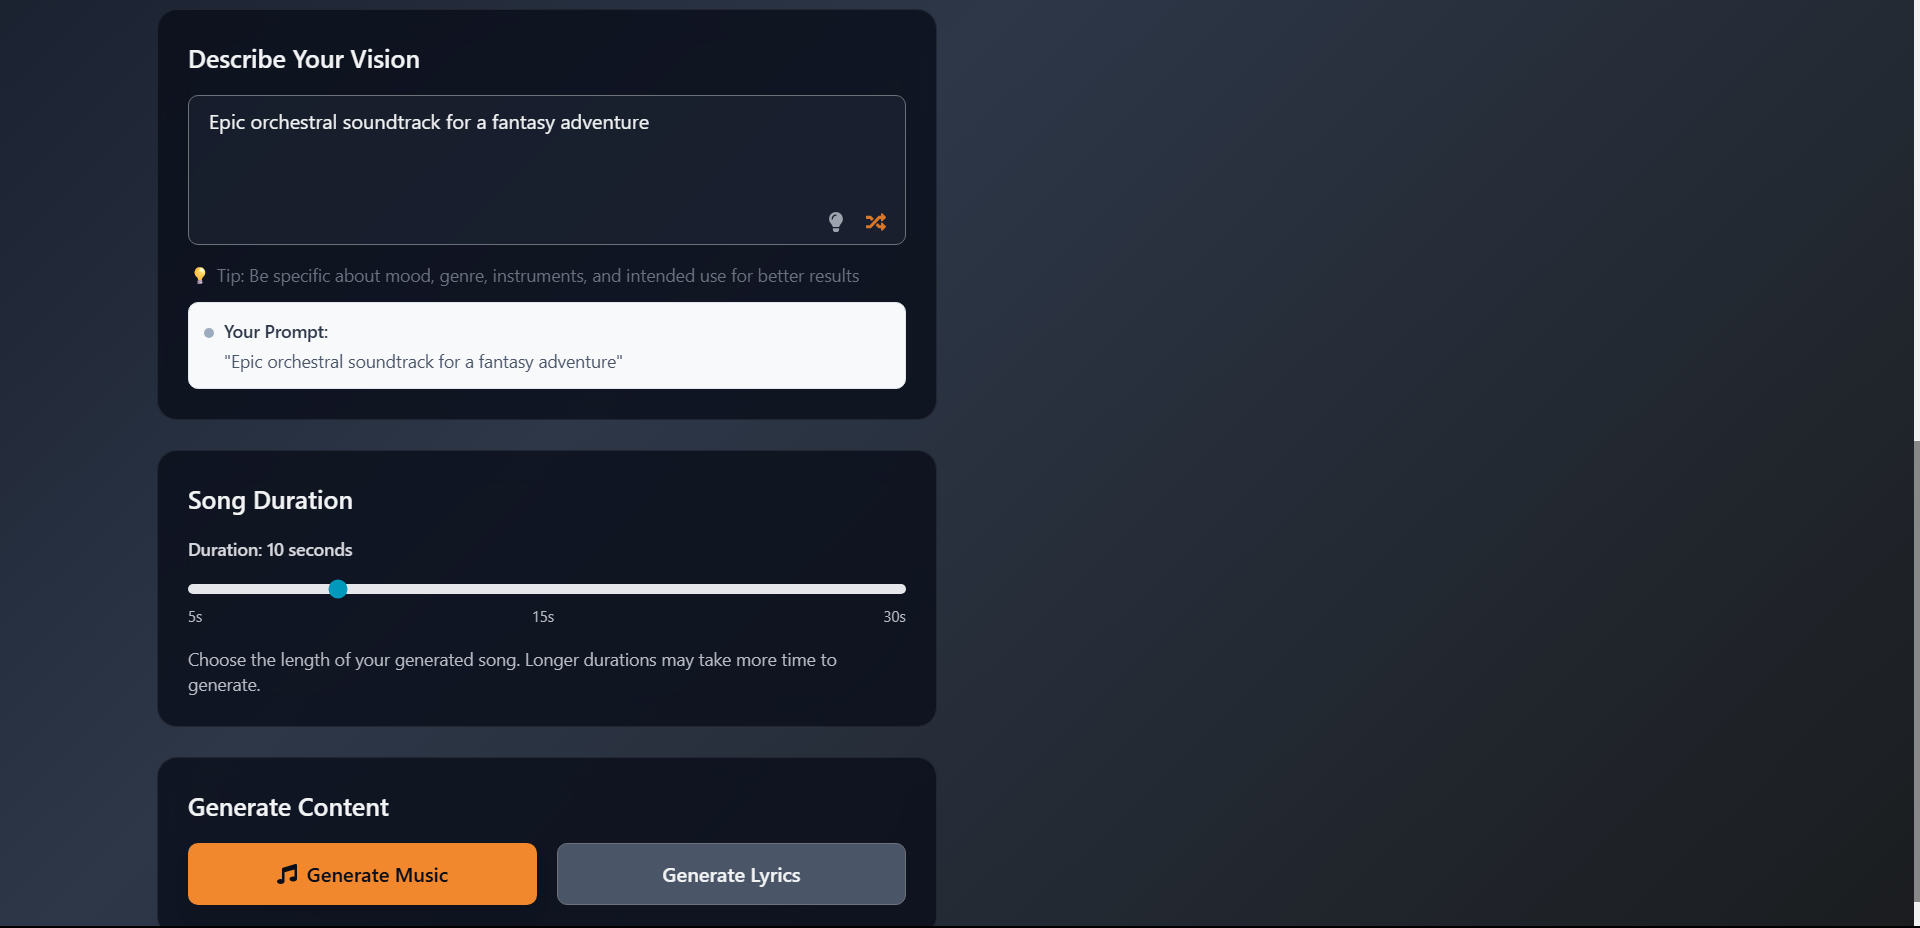 Describe Your Vision
Epic orchestral soundtrack for a fantasy adventure
Tip: Be specific about mood, genre, instruments, and intended use for better results
Your Prompt:
"Epic orchestral soundtrack for a fantasy adventure"
Song Duration
Duration: 10 seconds
5s 15s 30s
Choose the length of your generated song. Longer durations may take more time to
generate.
Generate Content
Generate Music Generate Lyrics